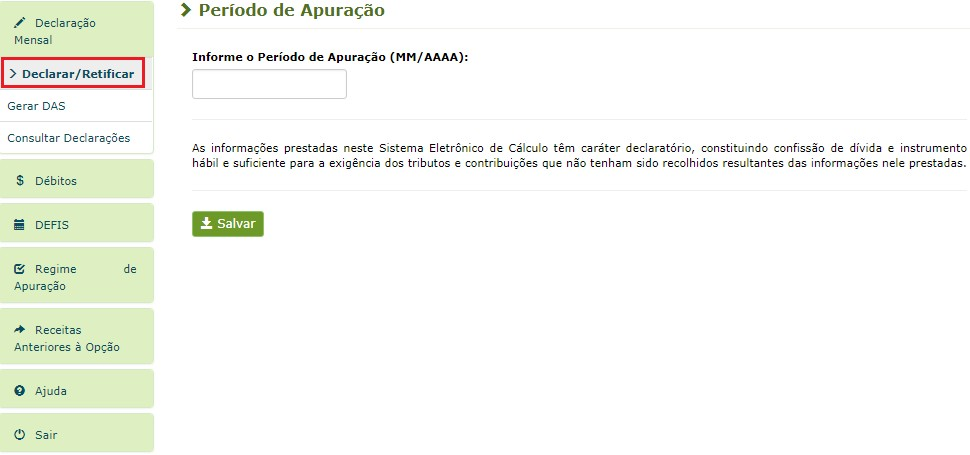 Declaração
Mensal
Declarar/Retificar
Gerar DAS
Consultar Declarações
Débitos
DEFIS
Regime de
Apuração
Receitas
Anteriores à Opção
Ajuda
Sair
Período de Apuração
Informe o Período de Apuração (MM/AAAA):
As informações prestadas neste Sistema Eletrônico de Cálculo têm caráter declaratório, constituindo confissão de dívida e instrumento
hábil e suficiente para a exigência dos tributos e contribuições que não tenham sido recolhidos resultantes das informações nele prestadas.
Salvar